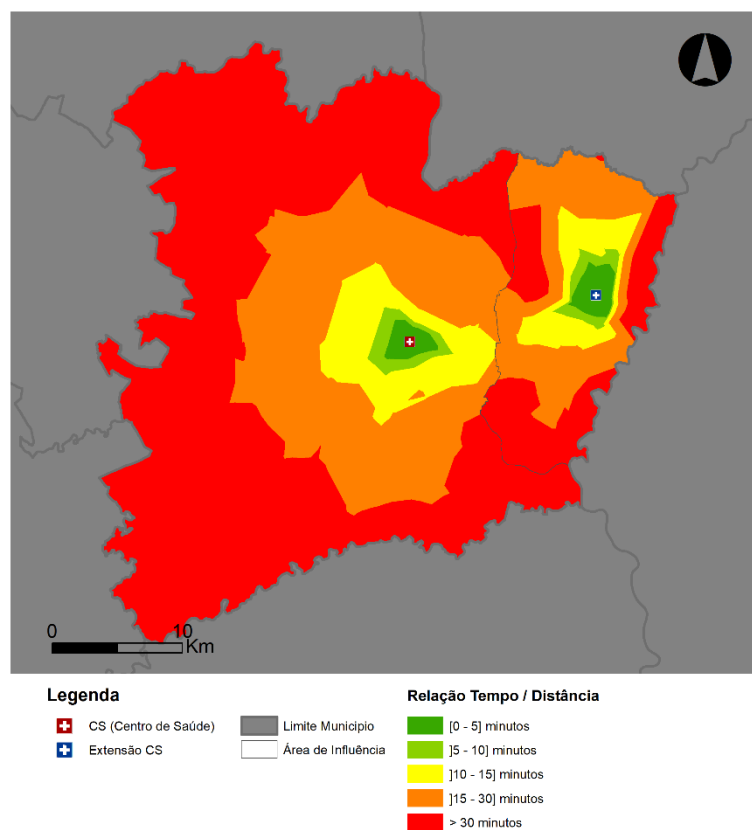 0 10
Km
Legenda
CS (Centro de Saúde)
Extensão CS
Limite Municipio
Área de Influência
Relação Tempo / Distância
[0 - 5] minutos
]5 - 10] minutos
]10 - 15] minutos
]15 - 30] minutos
> 30 minutos